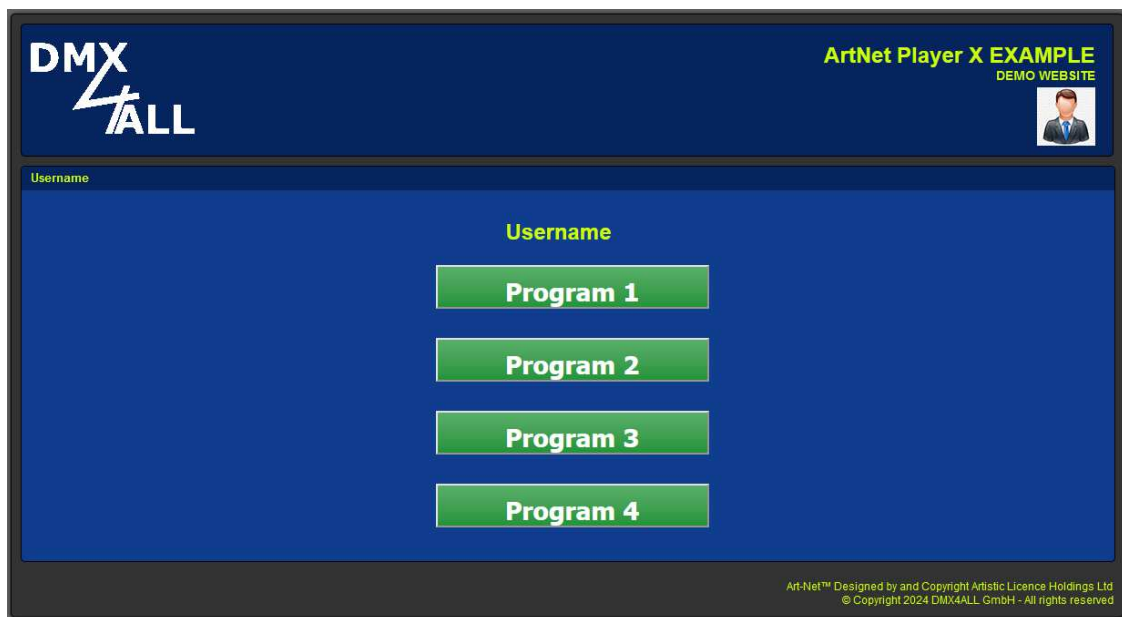 DMX
4ALL
ArtNet Player X EXAMPLE
DEMO WEBSITE
Username
Username
Program 1
Program 2
Program 3
Program 4
Art-Net™ Designed by and Copyright Artistic Licence Holdings Ltd
© Copyright 2024 DMX4ALL GmbH - All rights reserved